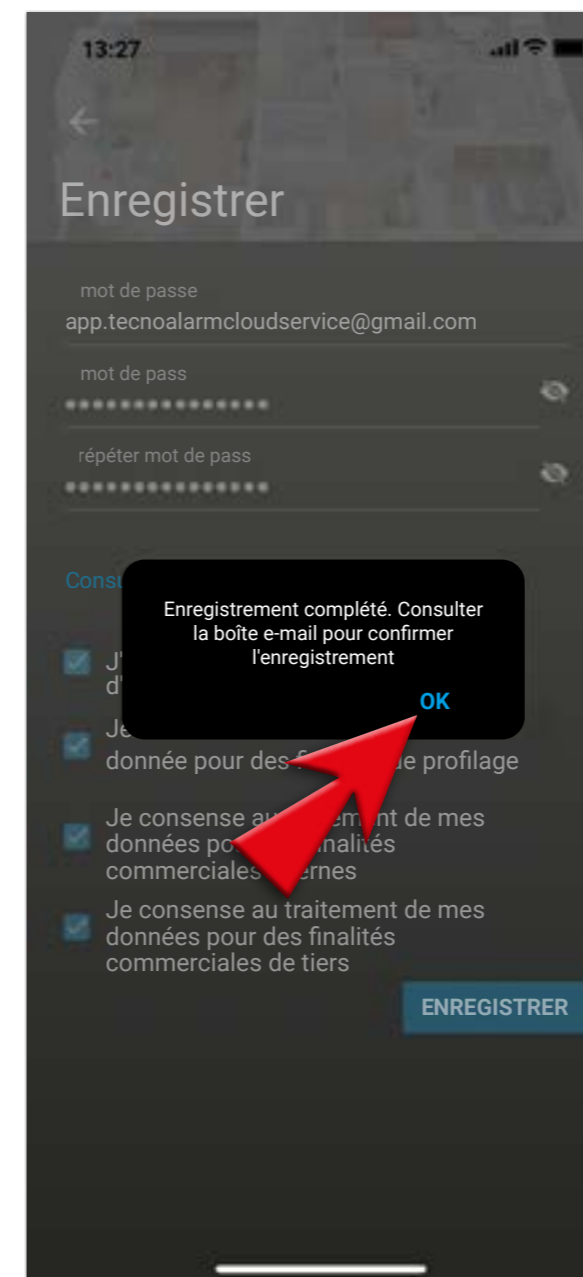 13:27
Enregistrer
mot de passe
app.tecnoalarmcloudservice@gmail.com
mot de pass
répéter mot de pass
Enregistrement complété. Consulter
la boîte e-mail pour confirmer
l'enregistrement
OK
J'
d'
Je
donnée pour des profilage
Je consense au de mes
données
commerciales
Je consense au traitement de mes
données pour des finalités
commerciales de tiers
ENREGISTRER